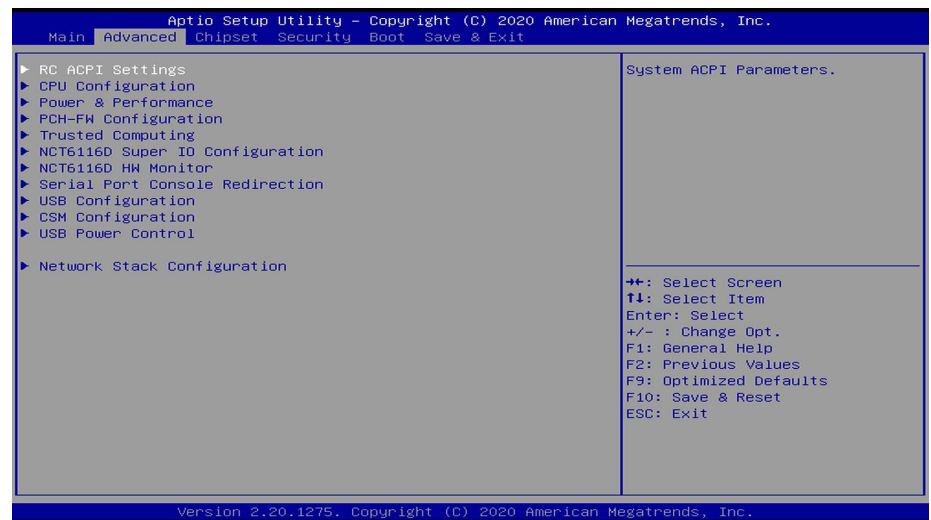 Aptio Setup Utility – Copyright (C) 2020 American Megatrends, Inc.
Main Advanced Chipset Security Boot Save & Exit
▶ RC ACPI Settings
▶ CPU Configuration
▶ Power & Performance
▶ PCH-FW Configuration
▶ Trusted Computing
▶ NCT6116D Super IO Configuration
▶ NCT6116D HW Monitor
▶ Serial Port Console Redirection
▶ USB Configuration
▶ CSM Configuration
▶ USB Power Control
▶ Network Stack Configuration
System ACPI Parameters.
→←: Select Screen
↑↓: Select Item
Enter: Select
+/- : Change Opt.
F1: General Help
F2: Previous Values
F9: Optimized Defaults
F10: Save & Reset
ESC: Exit
Version 2.20.1275. Copyright (C) 2020 American Megatrends, Inc.